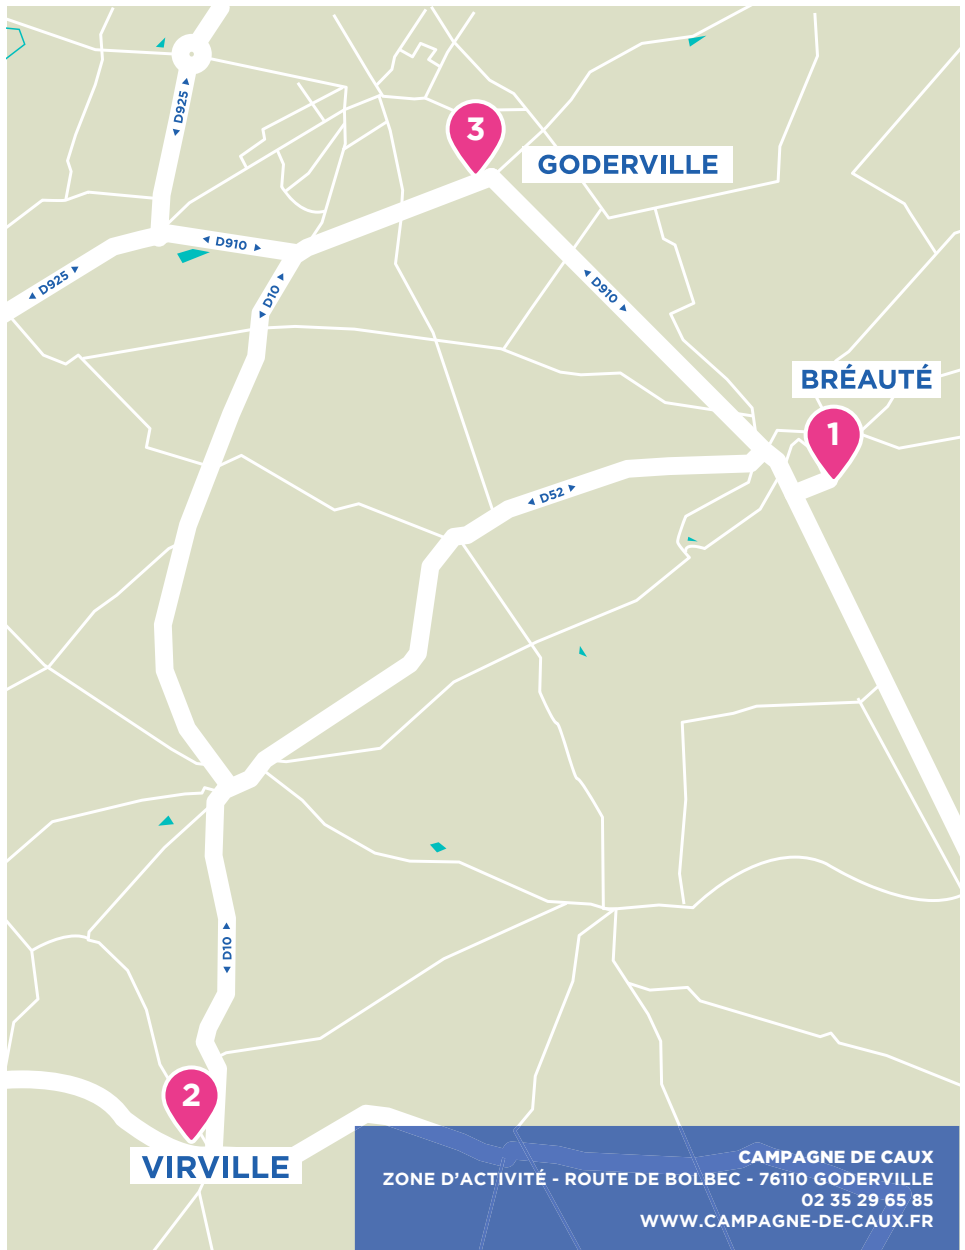 D925
3
GODERVILLE
D910
D925
D10
D910
BRÉAUTÉ
1
D52
D10
2
VIRVILLE
CAMPAGNE DE CAUX
ZONE D'ACTIVITÉ - ROUTE DE BOLBEC - 76110 GODERVILLE
02 35 29 65 85
WWW.CAMPAGNE-DE-CAUX.FR